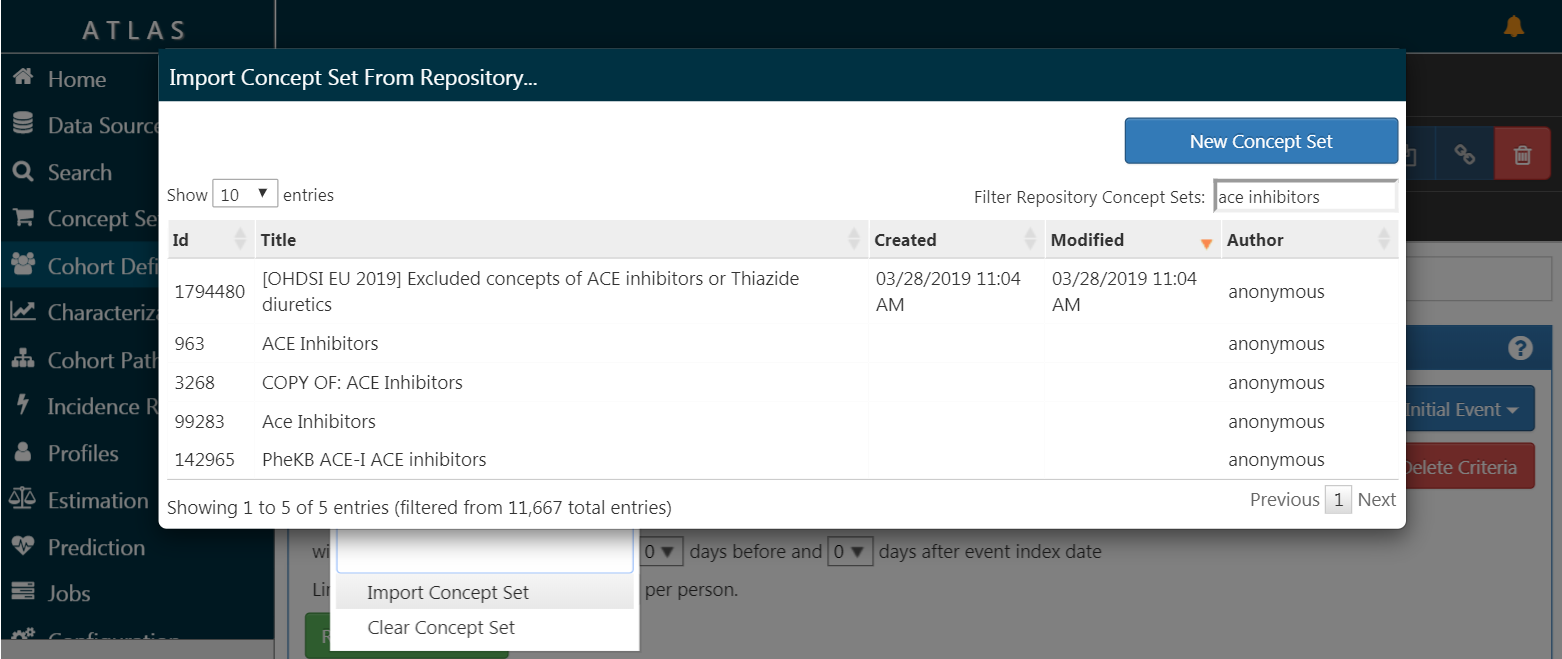 ATLAS
Home
Data Source
Search
Concept Se
Cohort Defi
Characteriz
Cohort Path
Incidence R
Profiles
Estimation
Prediction
Jobs
Import Concept Set From Repository...
New Concept Set
Show 10 entries
Filter Repository Concept Sets: ace inhibitors
Id Title Created Modified Author
1794480 [OHDSI EU 2019] Excluded concepts of ACE inhibitors or Thiazide diuretics 03/28/2019 11:04 AM 03/28/2019 11:04 AM anonymous
963 ACE Inhibitors anonymous
3268 COPY OF: ACE Inhibitors anonymous
99283 Ace Inhibitors anonymous
142965 PheKB ACE-I ACE inhibitors anonymous
Showing 1 to 5 of 5 entries (filtered from 11,667 total entries)
Previous 1 Next
Initial Event
Delete Criteria
wi 0 days before and 0 days after event index date
per person.
Import Concept Set
Clear Concept Set